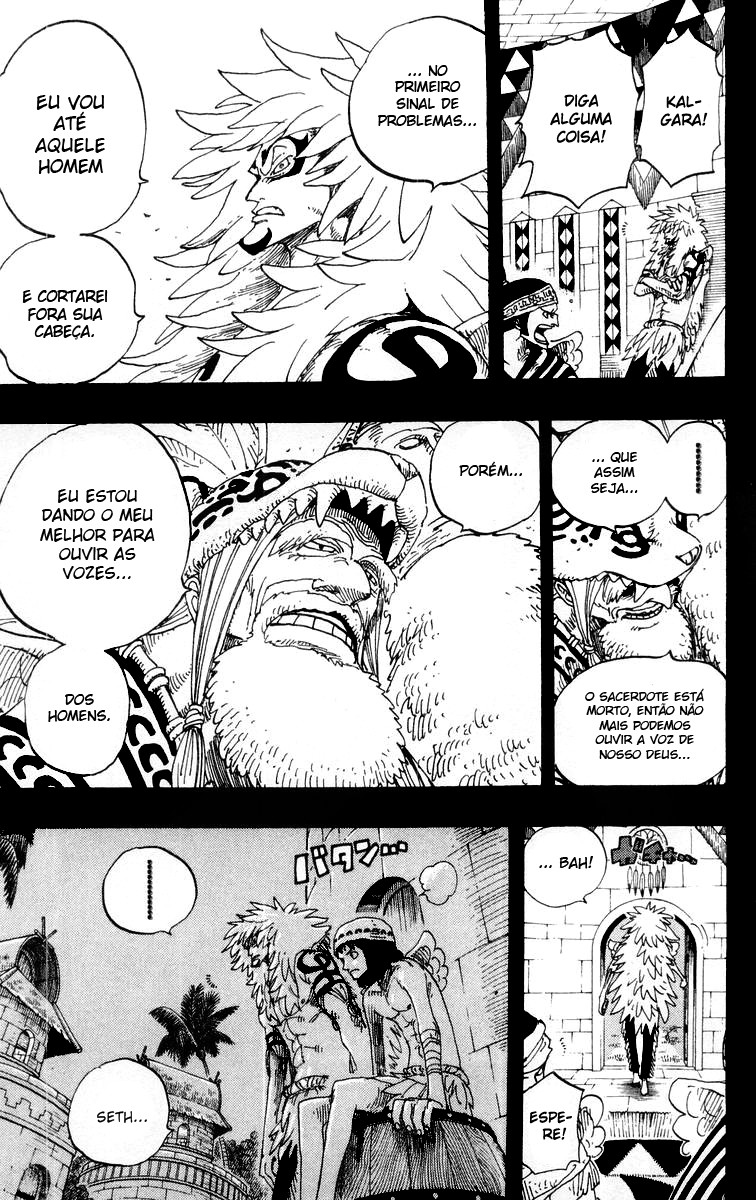 KAL-
GARA!
DIGA
ALGUMA
COISA!
... NO
PRIMEIRO
SINAL DE
PROBLEMAS...
EU VOU
ATÉ
AQUELE
HOMEM
E CORTAREI
FORA SUA
CABEÇA.
... QUE
ASSIM
SEJA...
O SACERDOTE ESTÁ
MORTO, ENTÃO NÃO
MAIS PODEMOS
OUVIR A VOZ DE
NOSSO DEUS...
PORÉM...
EU ESTOU
DANDO O MEU
MELHOR PARA
OUVIR AS
VOZES...
DOS
HOMENS.
... BAH!
ESPE-
RE!
バタン...
SETH...